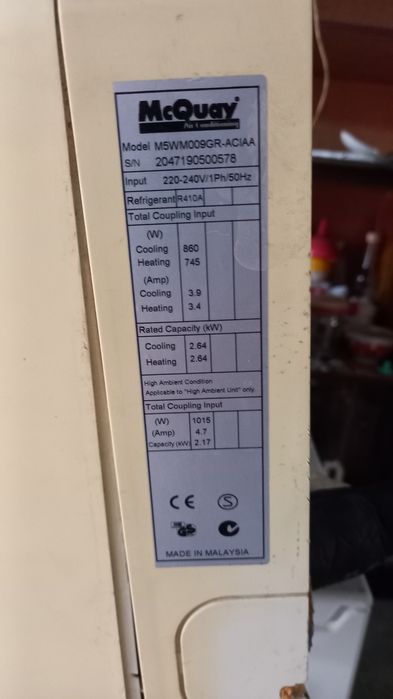 McQuay
Air Conditioning
Model M5WM009GR-ACIAA
S/N 2047190500578
Input 220-240V/1Ph/50Hz
Refrigerant R410A
Total Coupling Input
(W)
Cooling 860
Heating 745
(Amp)
Cooling 3.9
Heating 3.4
Rated Capacity (kW)
Cooling 2.64
Heating 2.64
High Ambient Condition
Applicable to "High Ambient Unit" only
Total Coupling Input
(W) 1015
(Amp) 4.7
Capacity (kW) 2.17
CE S
GS
MADE IN MALAYSIA